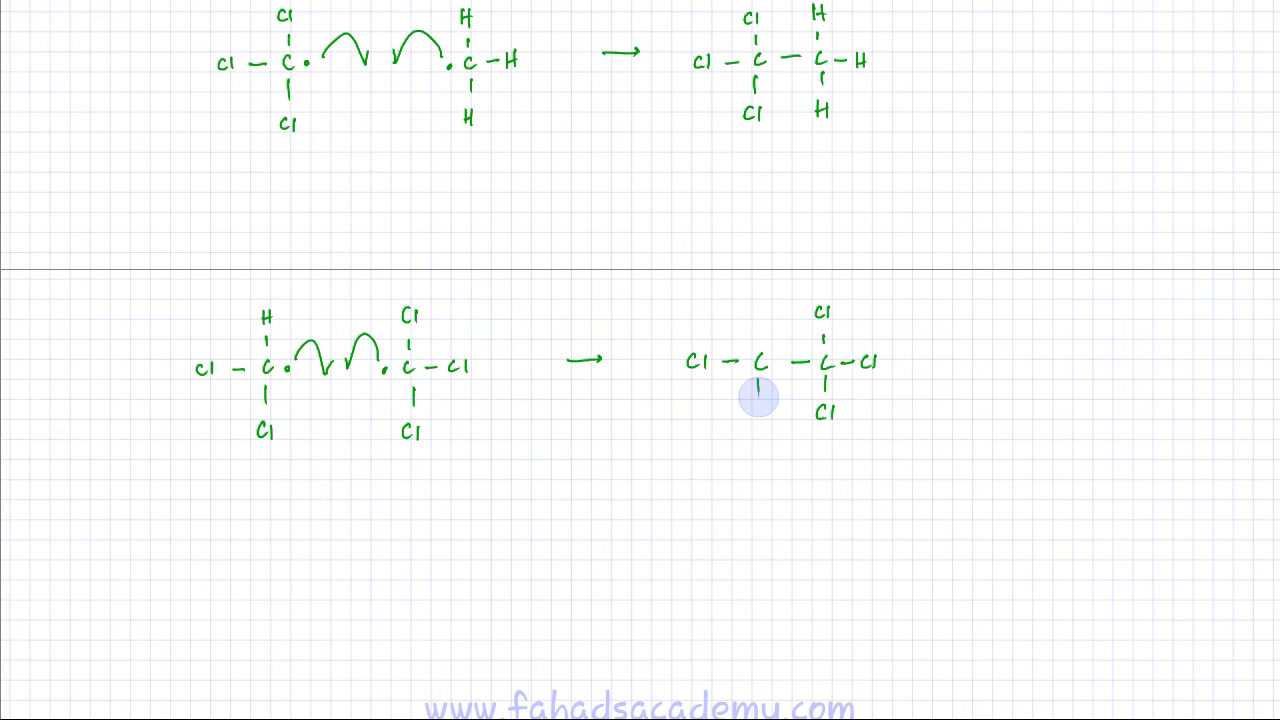 Cl H Cl H
Cl – C • • C – H → Cl – C – C – H
Cl H Cl H
H Cl Cl
Cl – C • • C – Cl → Cl – C – C – Cl
Cl Cl Cl
www.fahadsacademy.com